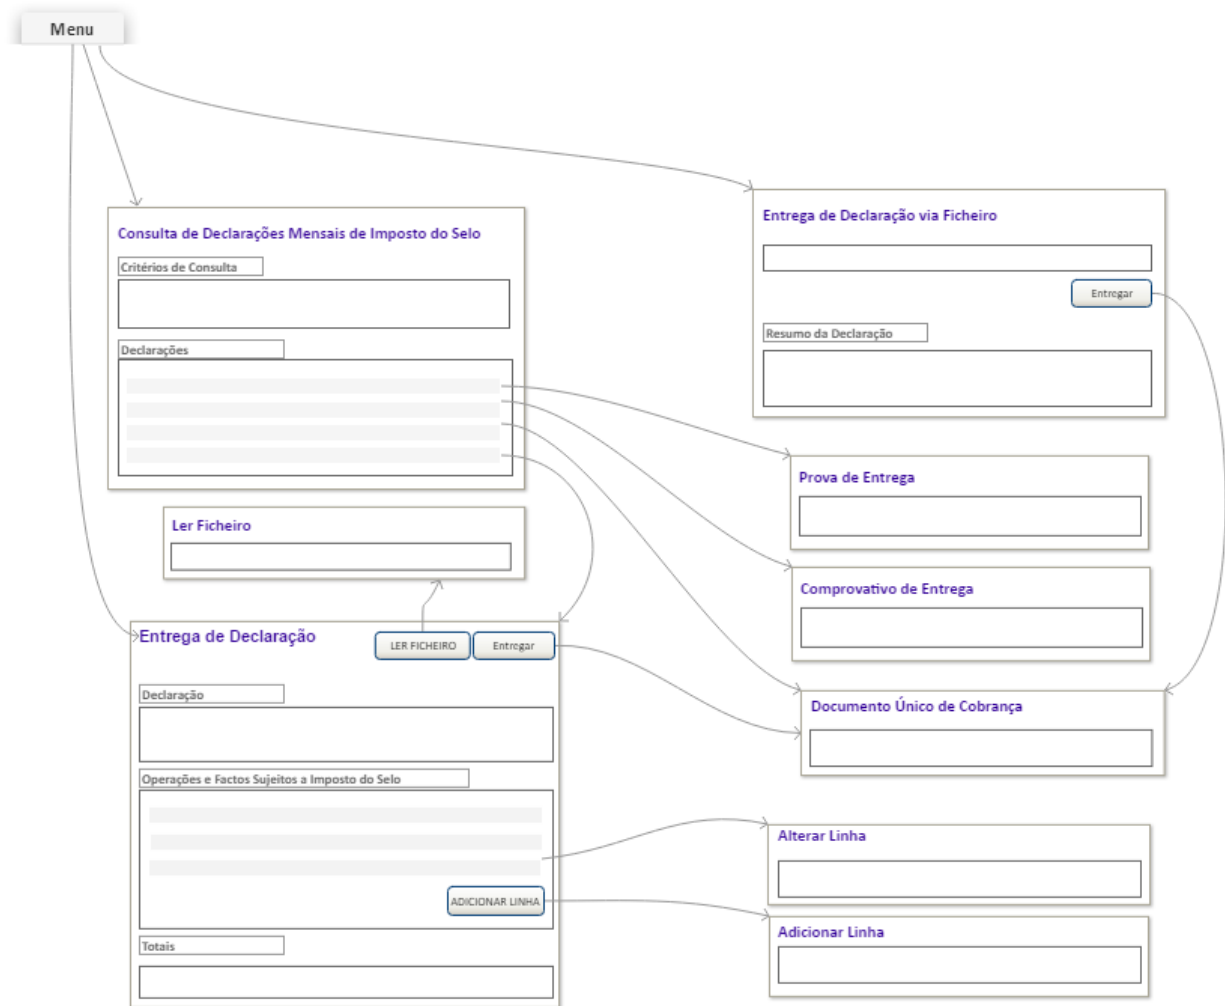 Menu
Consulta de Declarações Mensais de Imposto do Selo
Critérios de Consulta
Declarações
Entrega de Declaração via Ficheiro
Entregar
Resumo da Declaração
Prova de Entrega
Ler Ficheiro
Comprovativo de Entrega
Entrega de Declaração
LER FICHEIRO
Entregar
Declaração
Documento Único de Cobrança
Operações e Factos Sujeitos a Imposto do Selo
ADICIONAR LINHA
Totais
Alterar Linha
Adicionar Linha